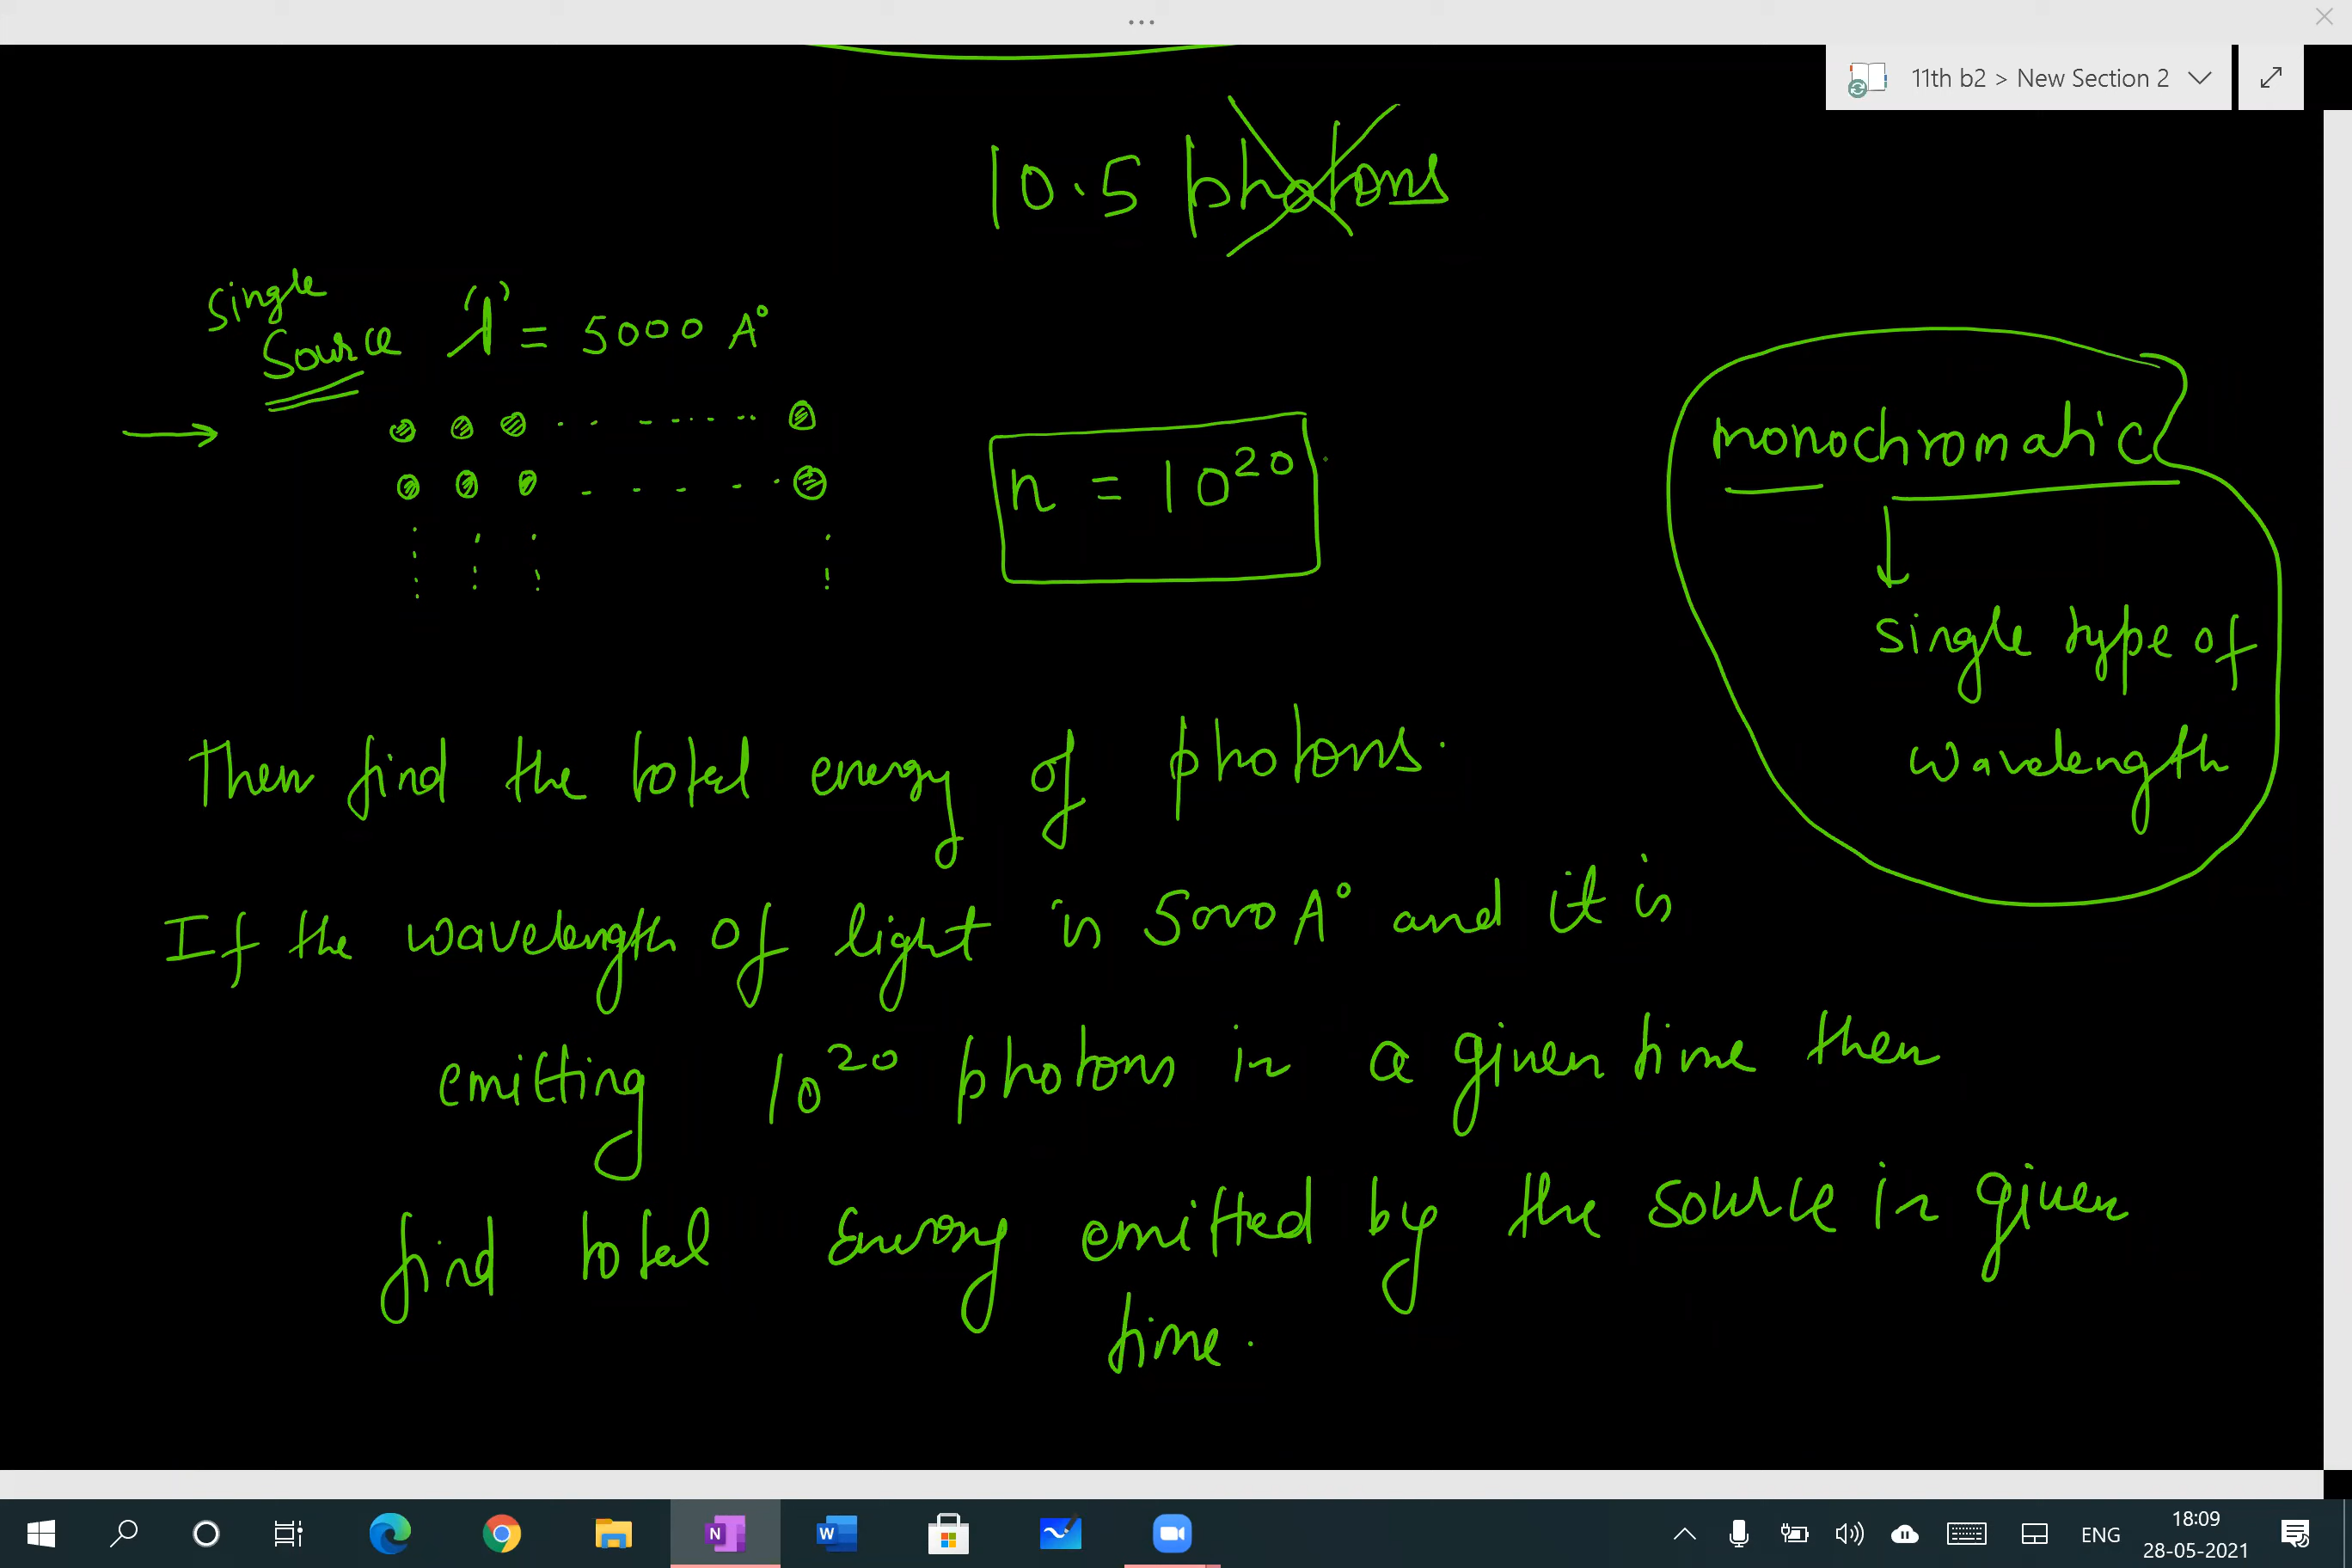 ...
11th b2 > New Section 2
10.5 photons
Single
Source λ = 5000 A°
n = 10²⁰
monochromatic
single type of
wavelength
Then find the total energy of photons.
If the wavelength of light is 5000 A° and it is
emitting 10²⁰ photons in a given time then
find total Energy emitted by the source in given
time.
ENG
18:09
28-05-2021